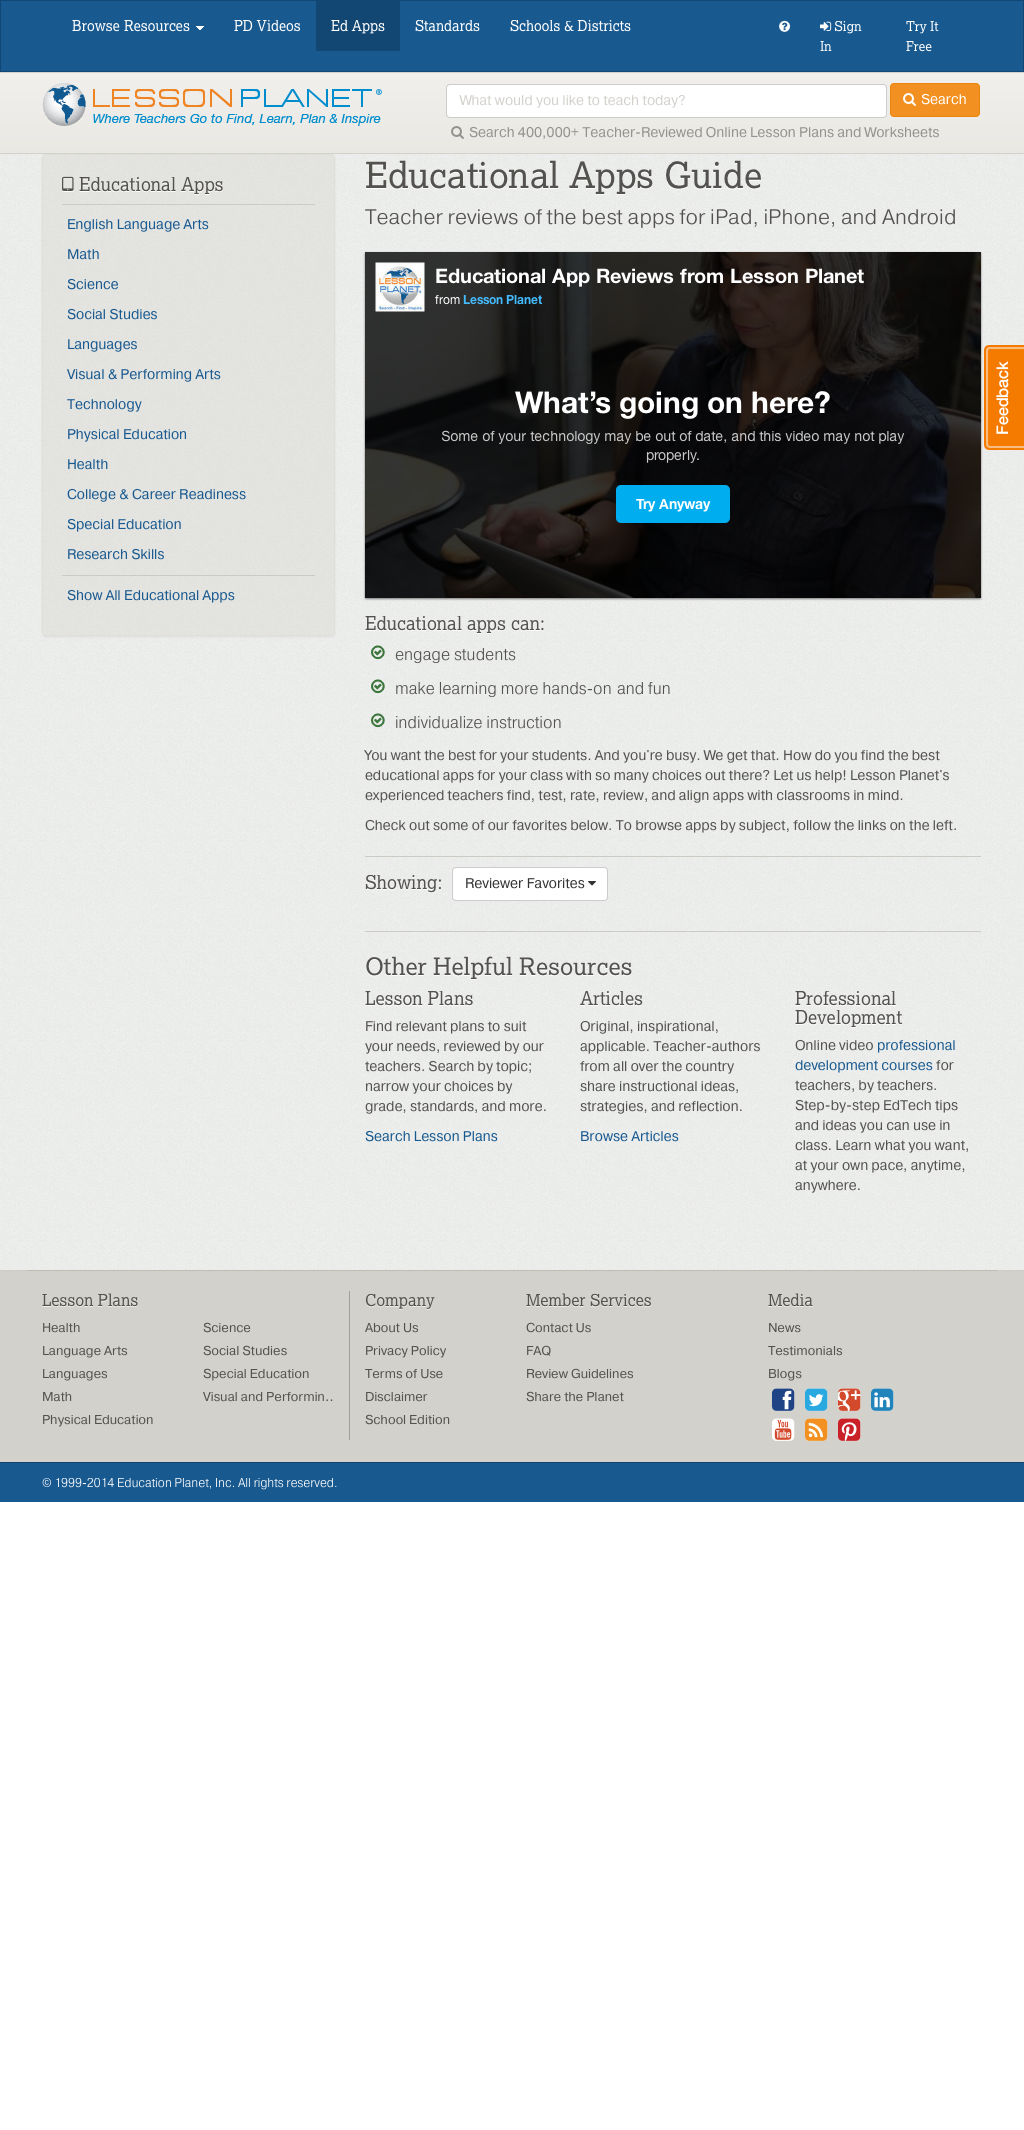 Browse Resources
PD Videos
Ed Apps
Standards
Schools & Districts
Sign
In
Try It
Free
LESSON PLANET®
Where Teachers Go to Find, Learn, Plan & Inspire
What would you like to teach today?
Search
Search 400,000+ Teacher-Reviewed Online Lesson Plans and Worksheets
Educational Apps
English Language Arts
Math
Science
Social Studies
Languages
Visual & Performing Arts
Technology
Physical Education
Health
College & Career Readiness
Special Education
Research Skills
Show All Educational Apps
Educational Apps Guide
Teacher reviews of the best apps for iPad, iPhone, and Android
LESSON
PLANET
Educational App Reviews from Lesson Planet
from Lesson Planet
What's going on here?
Some of your technology may be out of date, and this video may not play
properly.
Try Anyway
Feedback
Educational apps can:
engage students
make learning more hands-on and fun
individualize instruction
You want the best for your students. And you're busy. We get that. How do you find the best
educational apps for your class with so many choices out there? Let us help! Lesson Planet's
experienced teachers find, test, rate, review, and align apps with classrooms in mind.
Check out some of our favorites below. To browse apps by subject, follow the links on the left.
Showing:
Reviewer Favorites
Other Helpful Resources
Lesson Plans
Find relevant plans to suit
your needs, reviewed by our
teachers. Search by topic;
narrow your choices by
grade, standards, and more.
Search Lesson Plans
Articles
Original, inspirational,
applicable. Teacher-authors
from all over the country
share instructional ideas,
strategies, and reflection.
Browse Articles
Professional
Development
Online video professional
development courses for
teachers, by teachers.
Step-by-step EdTech tips
and ideas you can use in
class. Learn what you want,
at your own pace, anytime,
anywhere.
Lesson Plans
Health
Language Arts
Languages
Math
Physical Education
Science
Social Studies
Special Education
Visual and Performin..
Company
About Us
Privacy Policy
Terms of Use
Disclaimer
School Edition
Member Services
Contact Us
FAQ
Review Guidelines
Share the Planet
Media
News
Testimonials
Blogs
You
Tube
© 1999-2014 Education Planet, Inc. All rights reserved.